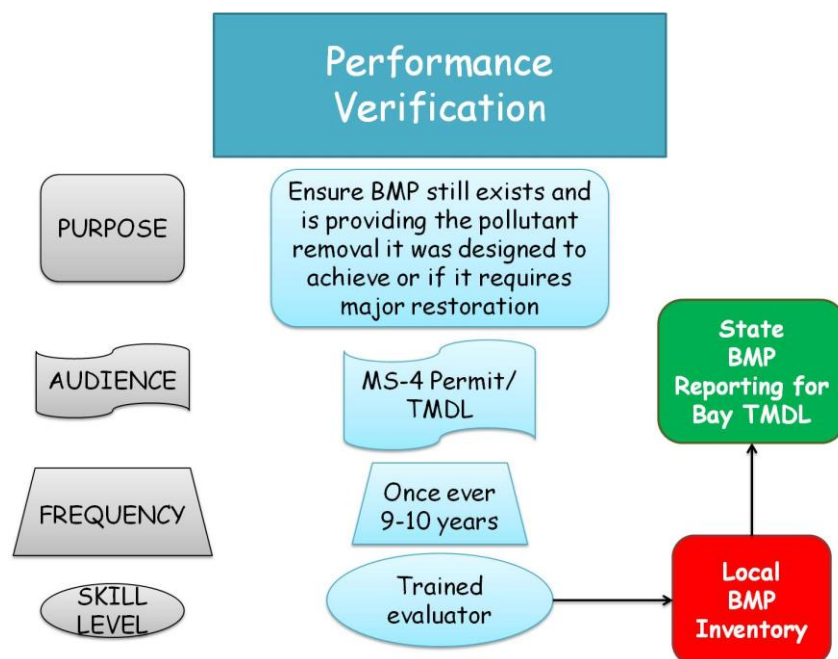 Performance
Verification
PURPOSE
Ensure BMP still exists and
is providing the pollutant
removal it was designed to
achieve or if it requires
major restoration
AUDIENCE
MS-4 Permit/
TMDL
FREQUENCY
Once ever
9-10 years
SKILL
LEVEL
Trained
evaluator
State
BMP
Reporting for
Bay TMDL
Local
BMP
Inventory